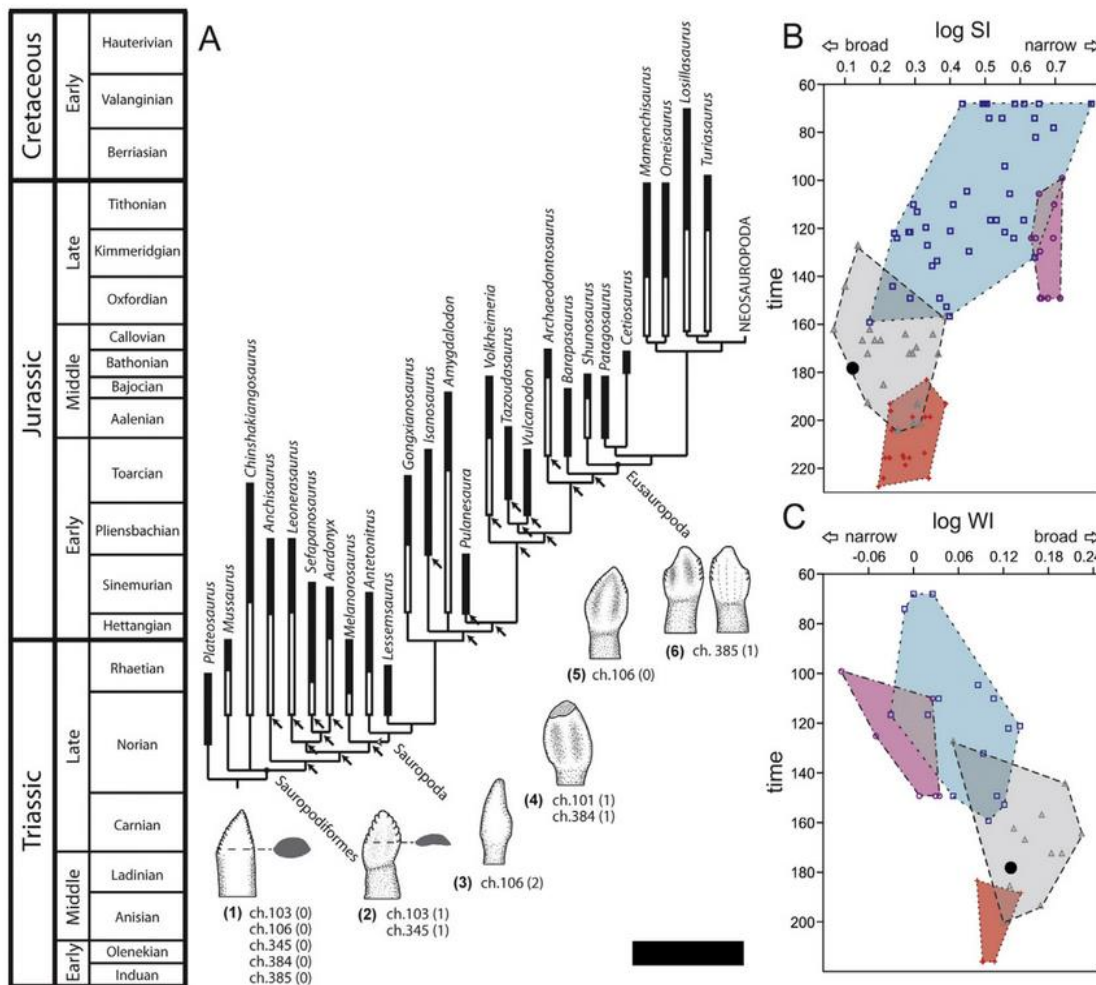 Cretaceous
Early
Hauterivian
Valanginian
Berriasian
Jurassic
Late
Tithonian
Kimmeridgian
Oxfordian
Middle
Callovian
Bathonian
Bajocian
Aalenian
Early
Toarcian
Pliensbachian
Sinemurian
Hettangian
Triassic
Late
Rhaetian
Norian
Carnian
Middle
Ladinian
Anisian
Early
Olenekian
Induan
A
Plateosaurus
Mussaurus
Chinshakiangosaurus
Anchisaurus
Leonerasaurus
Sefapanosaurus
Aardonyx
Melanorosaurus
Antetonitrus
Lessemsaurus
Gongxianosaurus
Isanosaurus
Amygdalodon
Pulanesaura
Volkheimeria
Tazoudasaurus
Vulcanodon
Archaeodontosaurus
Barapasaurus
Shunosaurus
Patagosaurus
Cetiosaurus
Mamenchisaurus
Omeisaurus
Losillasaurus
Turiasaurus
NEOSAUROPODA
Sauropodiformes
Sauropoda
Eusauropoda
(1) ch.103 (0)
ch.106 (0)
ch.345 (0)
ch.384 (0)
ch.385 (0)
(2) ch.103 (1)
ch.345 (1)
(3) ch.106 (2)
(4) ch.101 (1)
ch.384 (1)
(5) ch.106 (0)
(6) ch. 385 (1)
B
log SI
broad narrow
0.1 0.2 0.3 0.4 0.5 0.6 0.7
time
60
80
100
120
140
160
180
200
220
C
log WI
narrow broad
-0.06 0 0.06 0.13 0.20 0.24
time
60
80
100
120
140
160
180
200